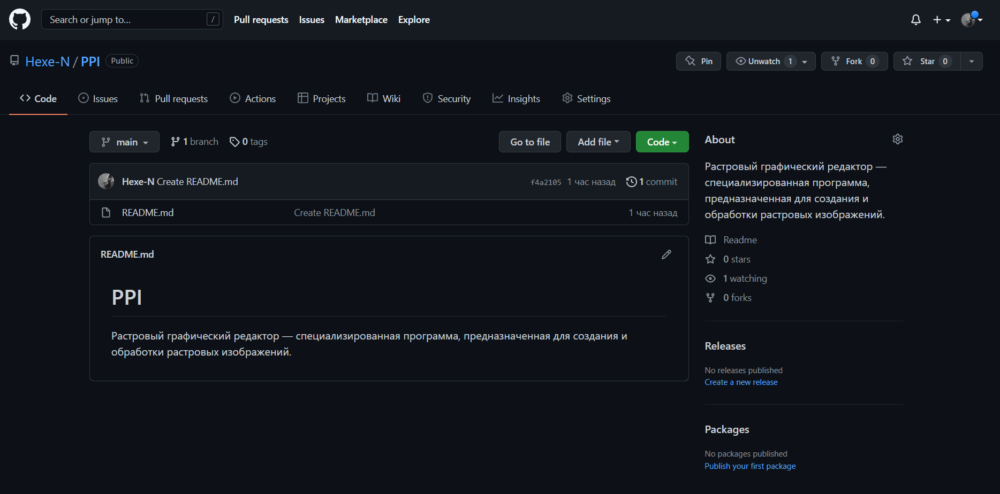 Search or jump to... /
Pull requests Issues Marketplace Explore
Hexe-N / PPI Public
Pin Unwatch 1 Fork 0 Star 0
Code Issues Pull requests Actions Projects Wiki Security Insights Settings
main 1 branch 0 tags Go to file Add file Code
Hexe-N Create README.md f4a2105 1 час назад 1 commit
README.md Create README.md 1 час назад
README.md
PPI
Растровый графический редактор — специализированная программа, предназначенная для создания и
обработки растровых изображений.
About
Растровый графический редактор —
специализированная программа,
предназначенная для создания и
обработки растровых изображений.
Readme
0 stars
1 watching
0 forks
Releases
No releases published
Create a new release
Packages
No packages published
Publish your first package